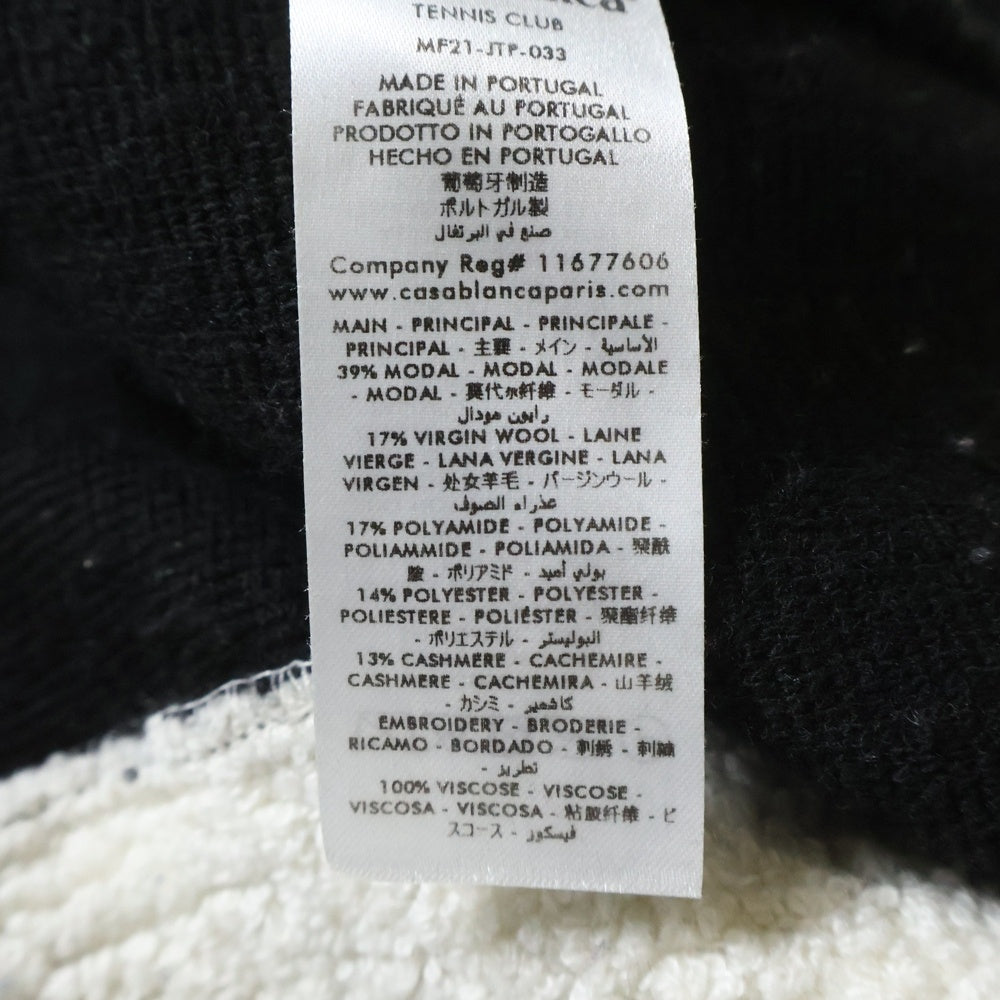 TENNIS CLUB
MF21-JTP-033
MADE IN PORTUGAL
FABRIQUÉ AU PORTUGAL
PRODOTTO IN PORTOGALLO
HECHO EN PORTUGAL
葡萄牙制造
ポルトガル製
صنع في البرتغال
Company Reg# 11677606
www.casablancaparis.com
MAIN - PRINCIPAL - PRINCIPALE -
PRINCIPAL - 主要 - メイン - الأساسية
39% MODAL - MODAL - MODALE
- MODAL - 莫代尔纤维 - モーダル -
رايون مودال
17% VIRGIN WOOL - LAINE
VIERGE - LANA VERGINE - LANA
VIRGEN - 处女羊毛 - バージンウール -
عذراء الصوف
17% POLYAMIDE - POLYAMIDE -
POLIAMMIDE - POLIAMIDA - 聚酰
胺 - ポリアミド - بولي أميد
14% POLYESTER - POLYESTER -
POLIESTERE - POLIÉSTER - 聚酯纤维
- ポリエステル - البوليستر
13% CASHMERE - CACHEMIRE -
CASHMERE - CACHEMIRA - 山羊绒
- カシミ - كاشمير
EMBROIDERY - BRODERIE -
RICAMO - BORDADO - 刺绣 - 刺繍
- تطريز
100% VISCOSE - VISCOSE -
VISCOSA - VISCOSA - 粘胶纤维 - ビ
スコース - فيسكوز